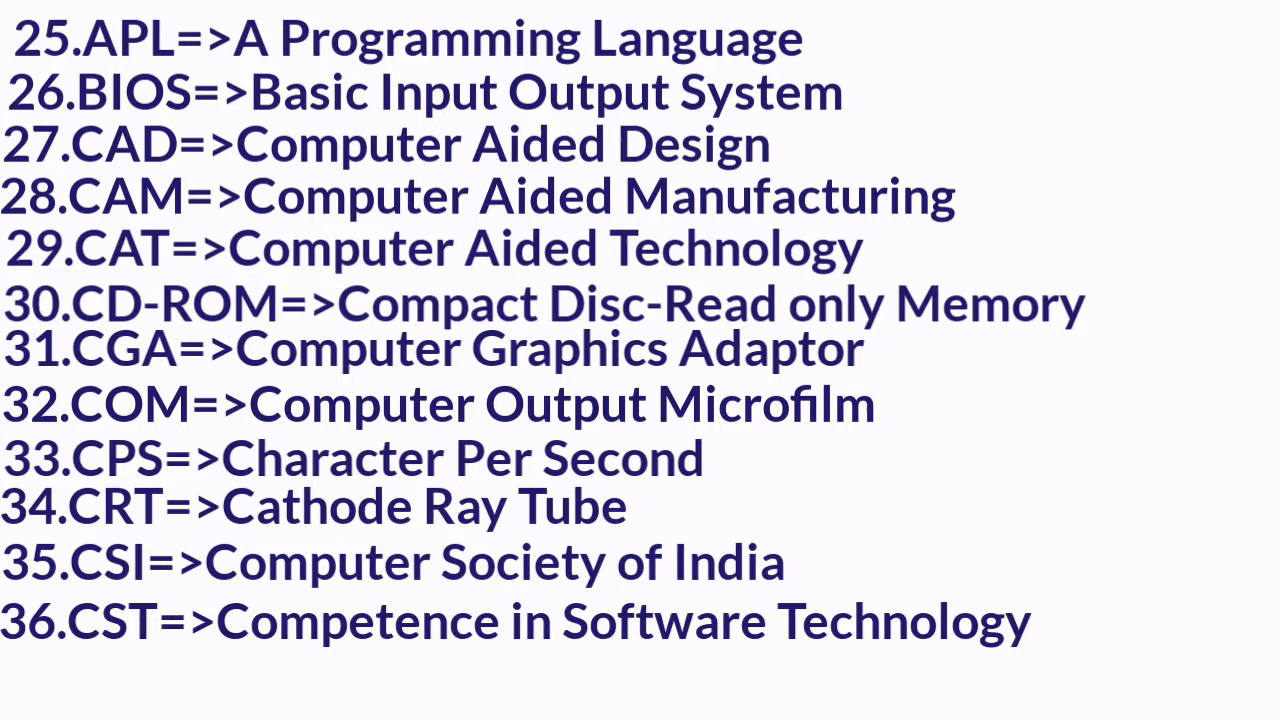 25.APL=>A Programming Language
26.BIOS=>Basic Input Output System
27.CAD=>Computer Aided Design
28.CAM=>Computer Aided Manufacturing
29.CAT=>Computer Aided Technology
30.CD-ROM=>Compact Disc-Read only Memory
31.CGA=>Computer Graphics Adaptor
32.COM=>Computer Output Microfilm
33.CPS=>Character Per Second
34.CRT=>Cathode Ray Tube
35.CSI=>Computer Society of India
36.CST=>Competence in Software Technology